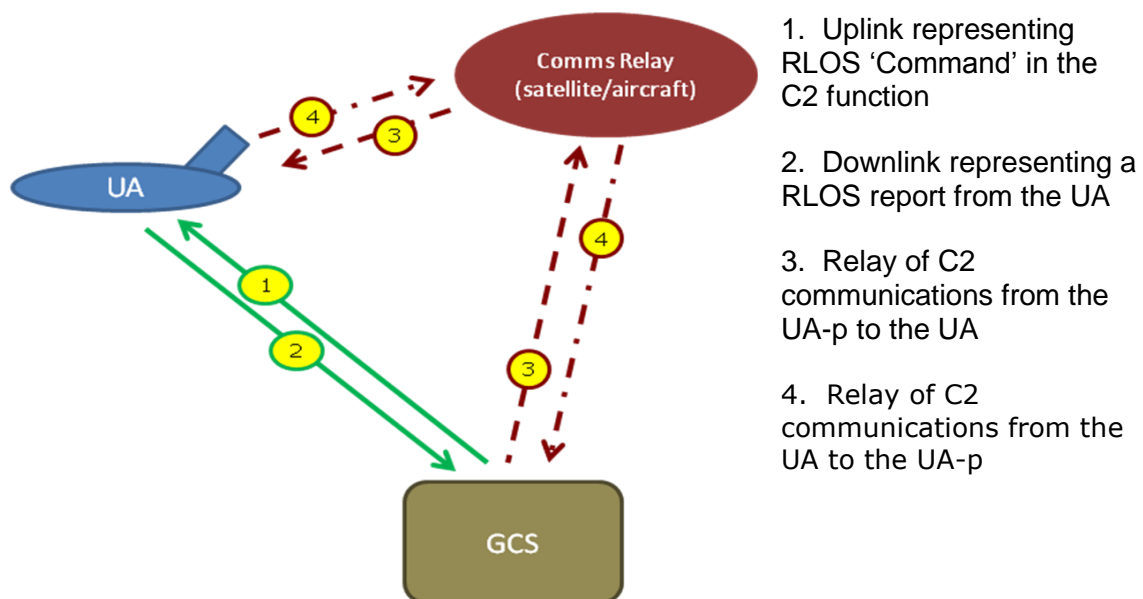 Comms Relay
(satellite/aircraft)
4
3
UA
1
2
3
4
GCS
1. Uplink representing
RLOS ‘Command’ in the
C2 function
2. Downlink representing a
RLOS report from the UA
3. Relay of C2
communications from the
UA-p to the UA
4. Relay of C2
communications from the
UA to the UA-p